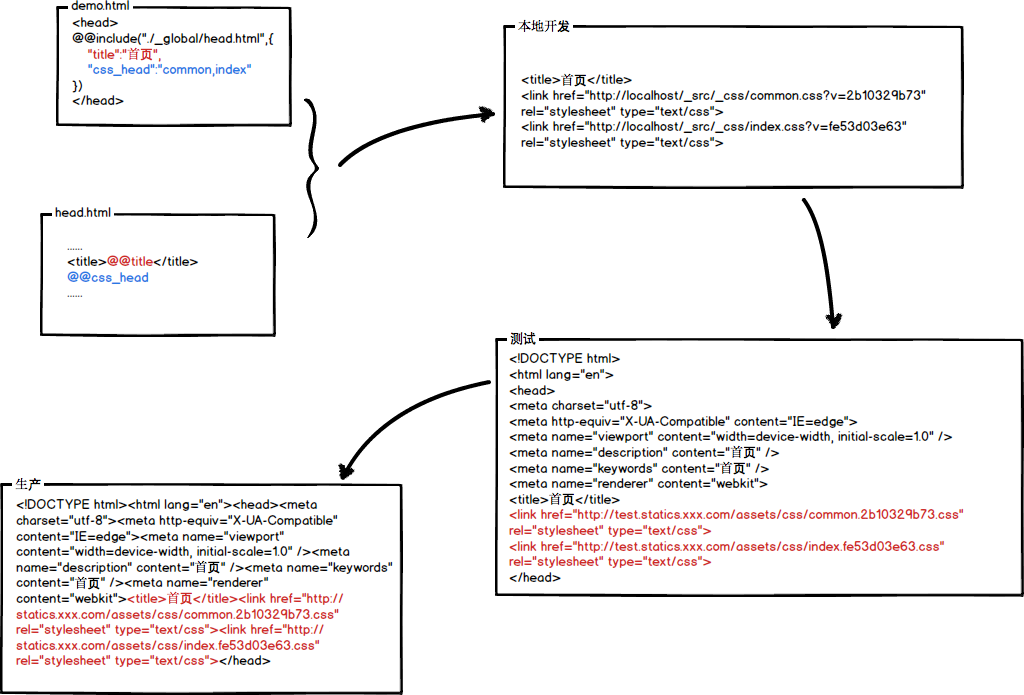 demo.html
<head>
@@include("./_global/head.html",{
"title":"首页",
"css_head":"common,index"
})
</head>
head.html
......
<title>@@title</title>
@@css_head
......
本地开发
<title>首页</title>
<link href="http://localhost/_src/_css/common.css?v=2b10329b73"
rel="stylesheet" type="text/css">
<link href="http://localhost/_src/_css/index.css?v=fe53d03e63"
rel="stylesheet" type="text/css">
测试
<!DOCTYPE html>
<html lang="en">
<head>
<meta charset="utf-8">
<meta http-equiv="X-UA-Compatible" content="IE=edge">
<meta name="viewport" content="width=device-width, initial-scale=1.0" />
<meta name="description" content="首页" />
<meta name="keywords" content="首页" />
<meta name="renderer" content="webkit">
<title>首页</title>
<link href="http://test.statics.xxx.com/assets/css/common.2b10329b73.css"
rel="stylesheet" type="text/css">
<link href="http://test.statics.xxx.com/assets/css/index.fe53d03e63.css"
rel="stylesheet" type="text/css">
</head>
生产
<!DOCTYPE html><html lang="en"><head><meta
charset="utf-8"><meta http-equiv="X-UA-Compatible"
content="IE=edge"><meta name="viewport"
content="width=device-width, initial-scale=1.0" /><meta
name="description" content="首页" /><meta name="keywords"
content="首页" /><meta name="renderer"
content="webkit"><title>首页</title><link href="http://
statics.xxx.com/assets/css/common.2b10329b73.css"
rel="stylesheet" type="text/css"><link href="http://
statics.xxx.com/assets/css/index.fe53d03e63.css"
rel="stylesheet" type="text/css"></head>